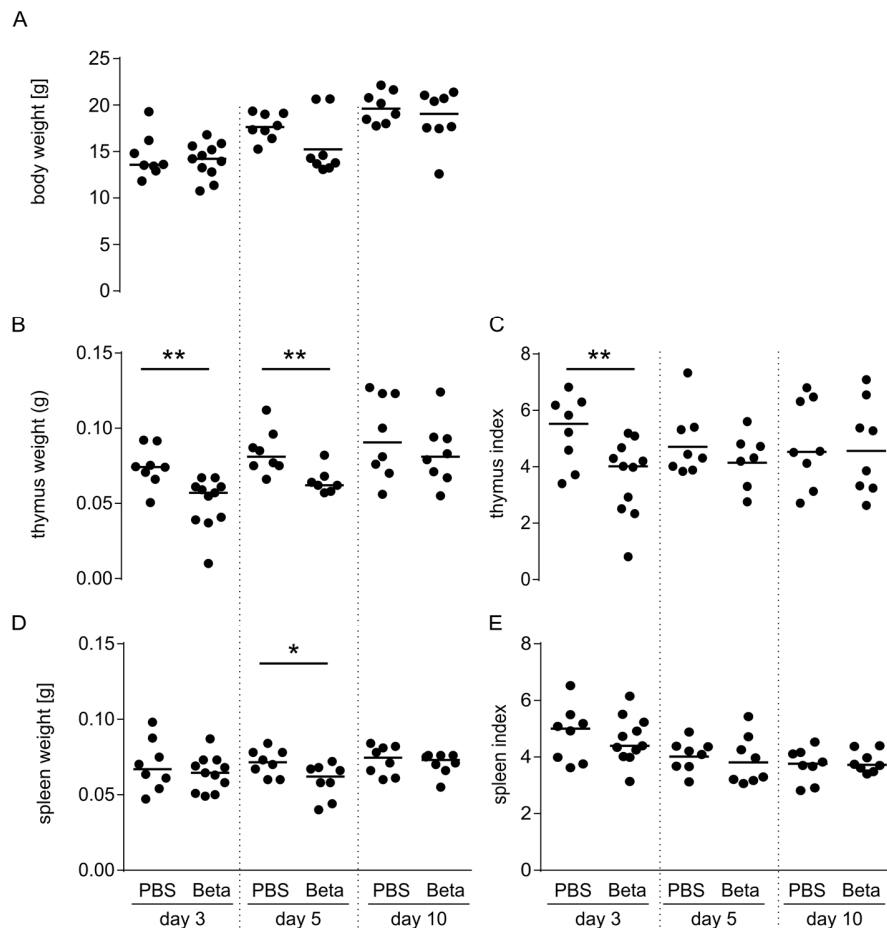 A
body weight [g]
25
20
15
10
5
0
B
thymus weight (g)
0.15
0.10
0.05
0.00
**
**
C
thymus index
8
6
4
2
0
**
D
spleen weight [g]
0.15
0.10
0.05
0.00
*
PBS Beta PBS Beta PBS Beta
day 3 day 5 day 10
E
spleen index
8
6
4
2
0
PBS Beta PBS Beta PBS Beta
day 3 day 5 day 10